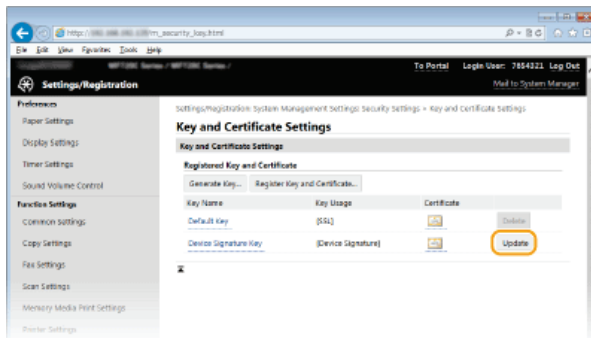 http://
m_security_key.html
File Edit View Favorites Tools Help
To Portal Login User: 7654321 Log Out
Settings/Registration
Mail to System Manager
Preferences
Paper Settings
Display Settings
Timer Settings
Sound Volume Control
Function Settings
Common Settings
Copy Settings
Fax Settings
Scan Settings
Memory Media Print Settings
Printer Settings
Settings/Registration: System Management Settings: Security Settings > Key and Certificate Settings
Key and Certificate Settings
Key and Certificate Settings
Registered Key and Certificate
Generate Key... Register Key and Certificate...
Key Name Key Usage Certificate
Default Key [SSL] Delete
Device Signature Key [Device Signature] Update